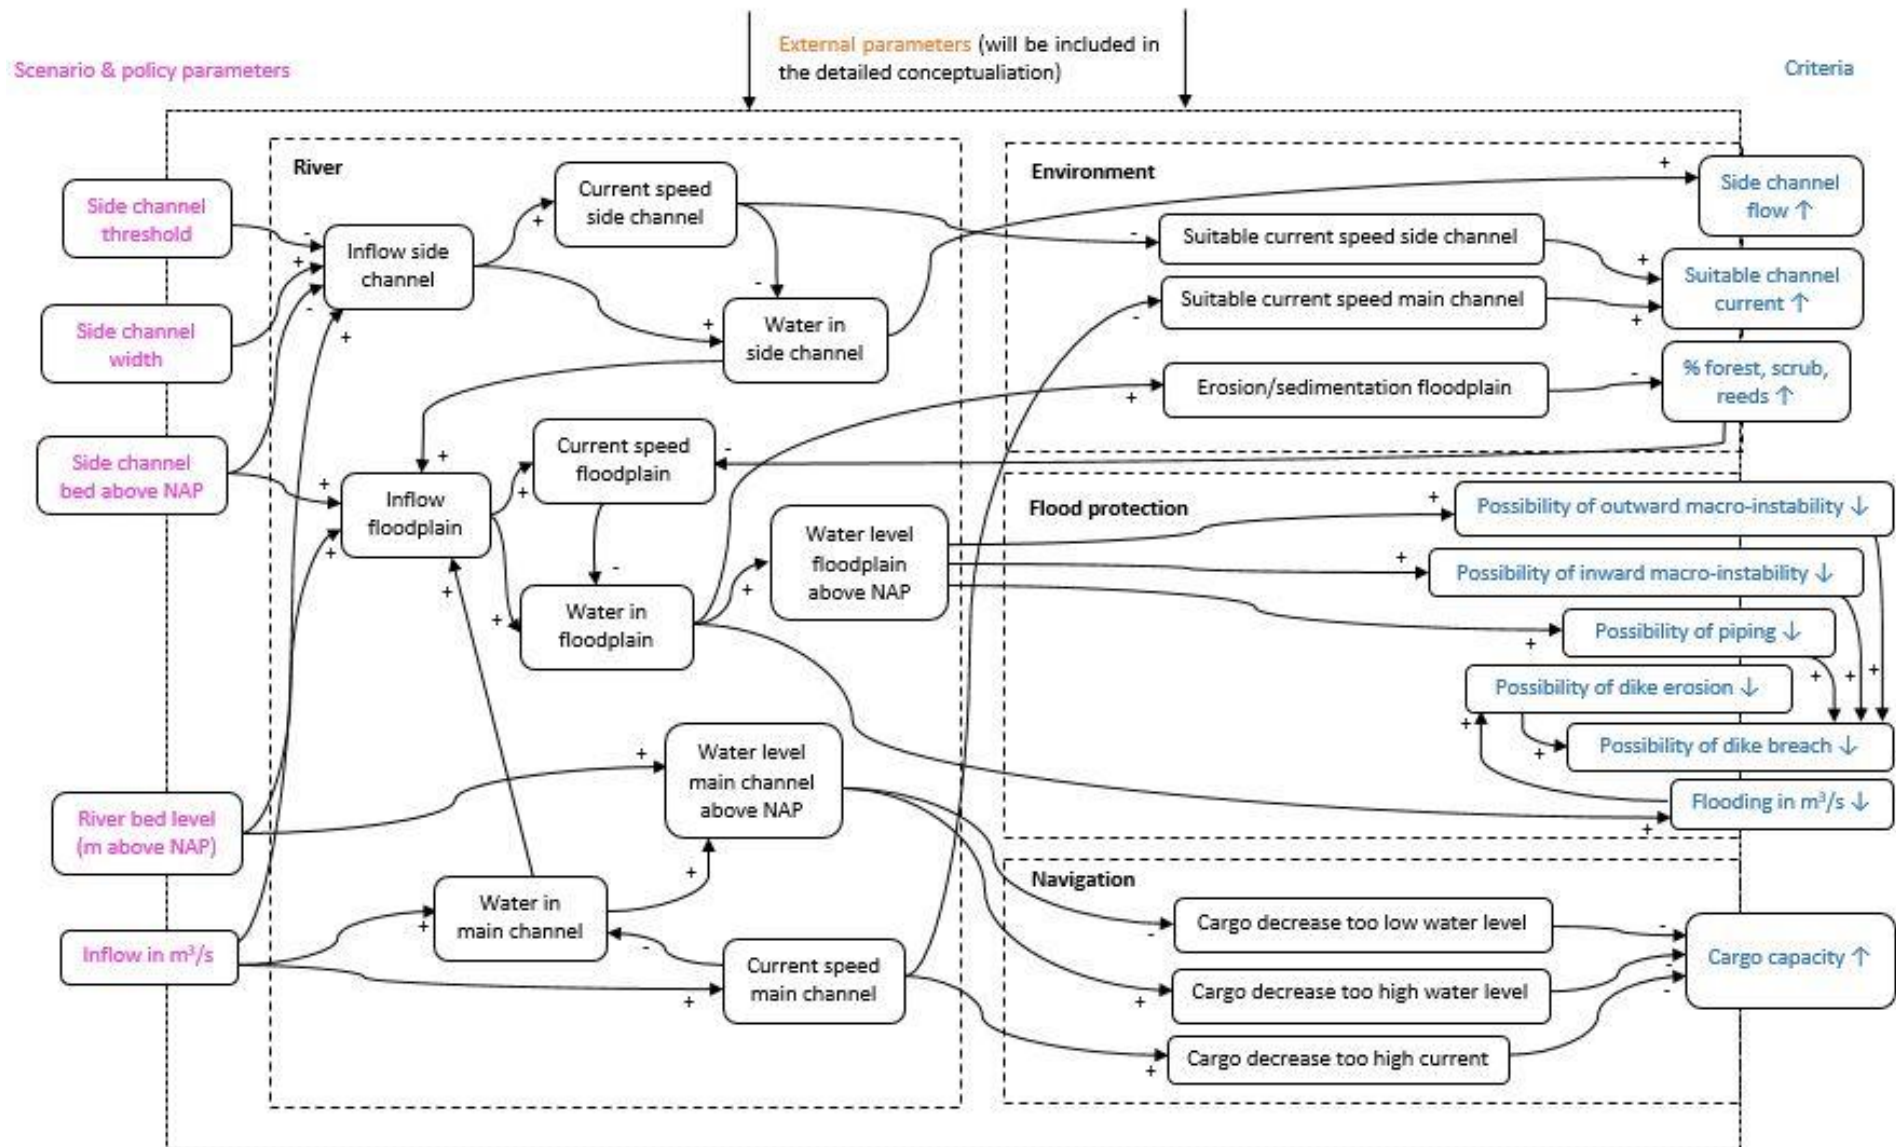 External parameters (will be included in
the detailed conceptualiation)
Scenario & policy parameters
Criteria
River
Environment
Side channel
threshold
-
Inflow side
channel
+
Current speed
side channel
+
Side channel
flow ↑
-
Suitable current speed side channel
+
Suitable channel
current ↑
+
-
-
Suitable current speed main channel
-
+
Side channel
width
+
+
Water in
side channel
Erosion/sedimentation floodplain
+
-
% forest, scrub,
reeds ↑
Side channel
bed above NAP
+
+
Inflow
floodplain
+
Current speed
floodplain
-
Flood protection
+
Possibility of outward macro-instability ↓
+
+
-
Water level
floodplain
above NAP
+
Possibility of inward macro-instability ↓
+
Water in
floodplain
+
Possibility of piping ↓
+
+
+
+
Possibility of dike erosion ↓
+
+
Possibility of dike breach ↓
Flooding in m³/s ↓
+
River bed level
(m above NAP)
+
Water level
main channel
above NAP
+
Navigation
Inflow in m³/s
+
Water in
main channel
-
Current speed
main channel
+
-
Cargo decrease too low water level
-
+
Cargo decrease too high water level
-
+
Cargo decrease too high current
-
Cargo capacity ↑